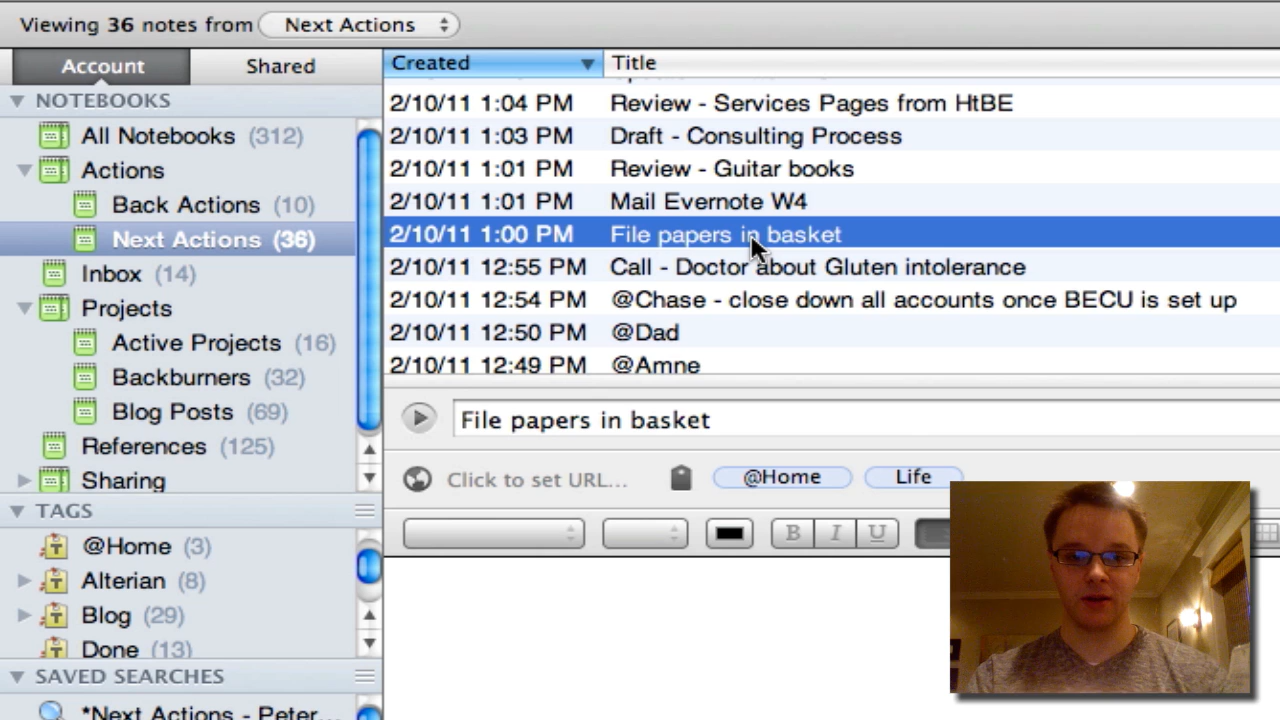 Viewing 36 notes from Next Actions
Account
Shared
NOTEBOOKS
All Notebooks (312)
Actions
Back Actions (10)
Next Actions (36)
Inbox (14)
Projects
Active Projects (16)
Backburners (32)
Blog Posts (69)
References (125)
Sharing
TAGS
@Home (3)
Alterian (8)
Blog (29)
Done (13)
SAVED SEARCHES
*Next Actions - Peter...
Created Title
2/10/11 1:04 PM Review - Services Pages from HtBE
2/10/11 1:03 PM Draft - Consulting Process
2/10/11 1:01 PM Review - Guitar books
2/10/11 1:01 PM Mail Evernote W4
2/10/11 1:00 PM File papers in basket
2/10/11 12:55 PM Call - Doctor about Gluten intolerance
2/10/11 12:54 PM @Chase - close down all accounts once BECU is set up
2/10/11 12:50 PM @Dad
2/10/11 12:49 PM @Amne
File papers in basket
Click to set URL... @Home Life
B I U